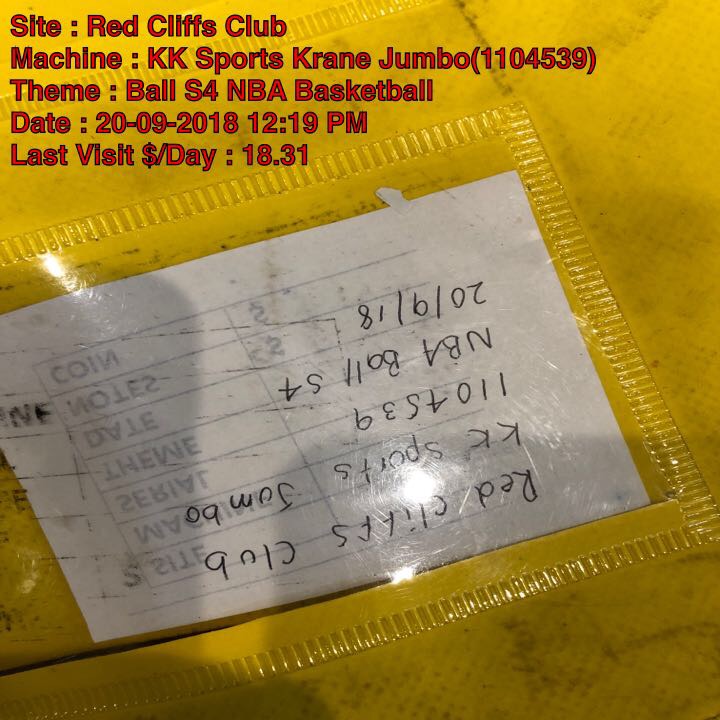 Site : Red Cliffs Club
Machine : KK Sports Krane Jumbo(1104539)
Theme : Ball S4 NBA Basketball
Date : 20-09-2018 12:19 PM
Last Visit $/Day : 18.31
Red Cliffs Club
KK Sports Jumbo
1104539
NBA Ball S4
20/9/18
SITE
MACHINE
SERIAL
THEME
DATE
NOTES
COIN